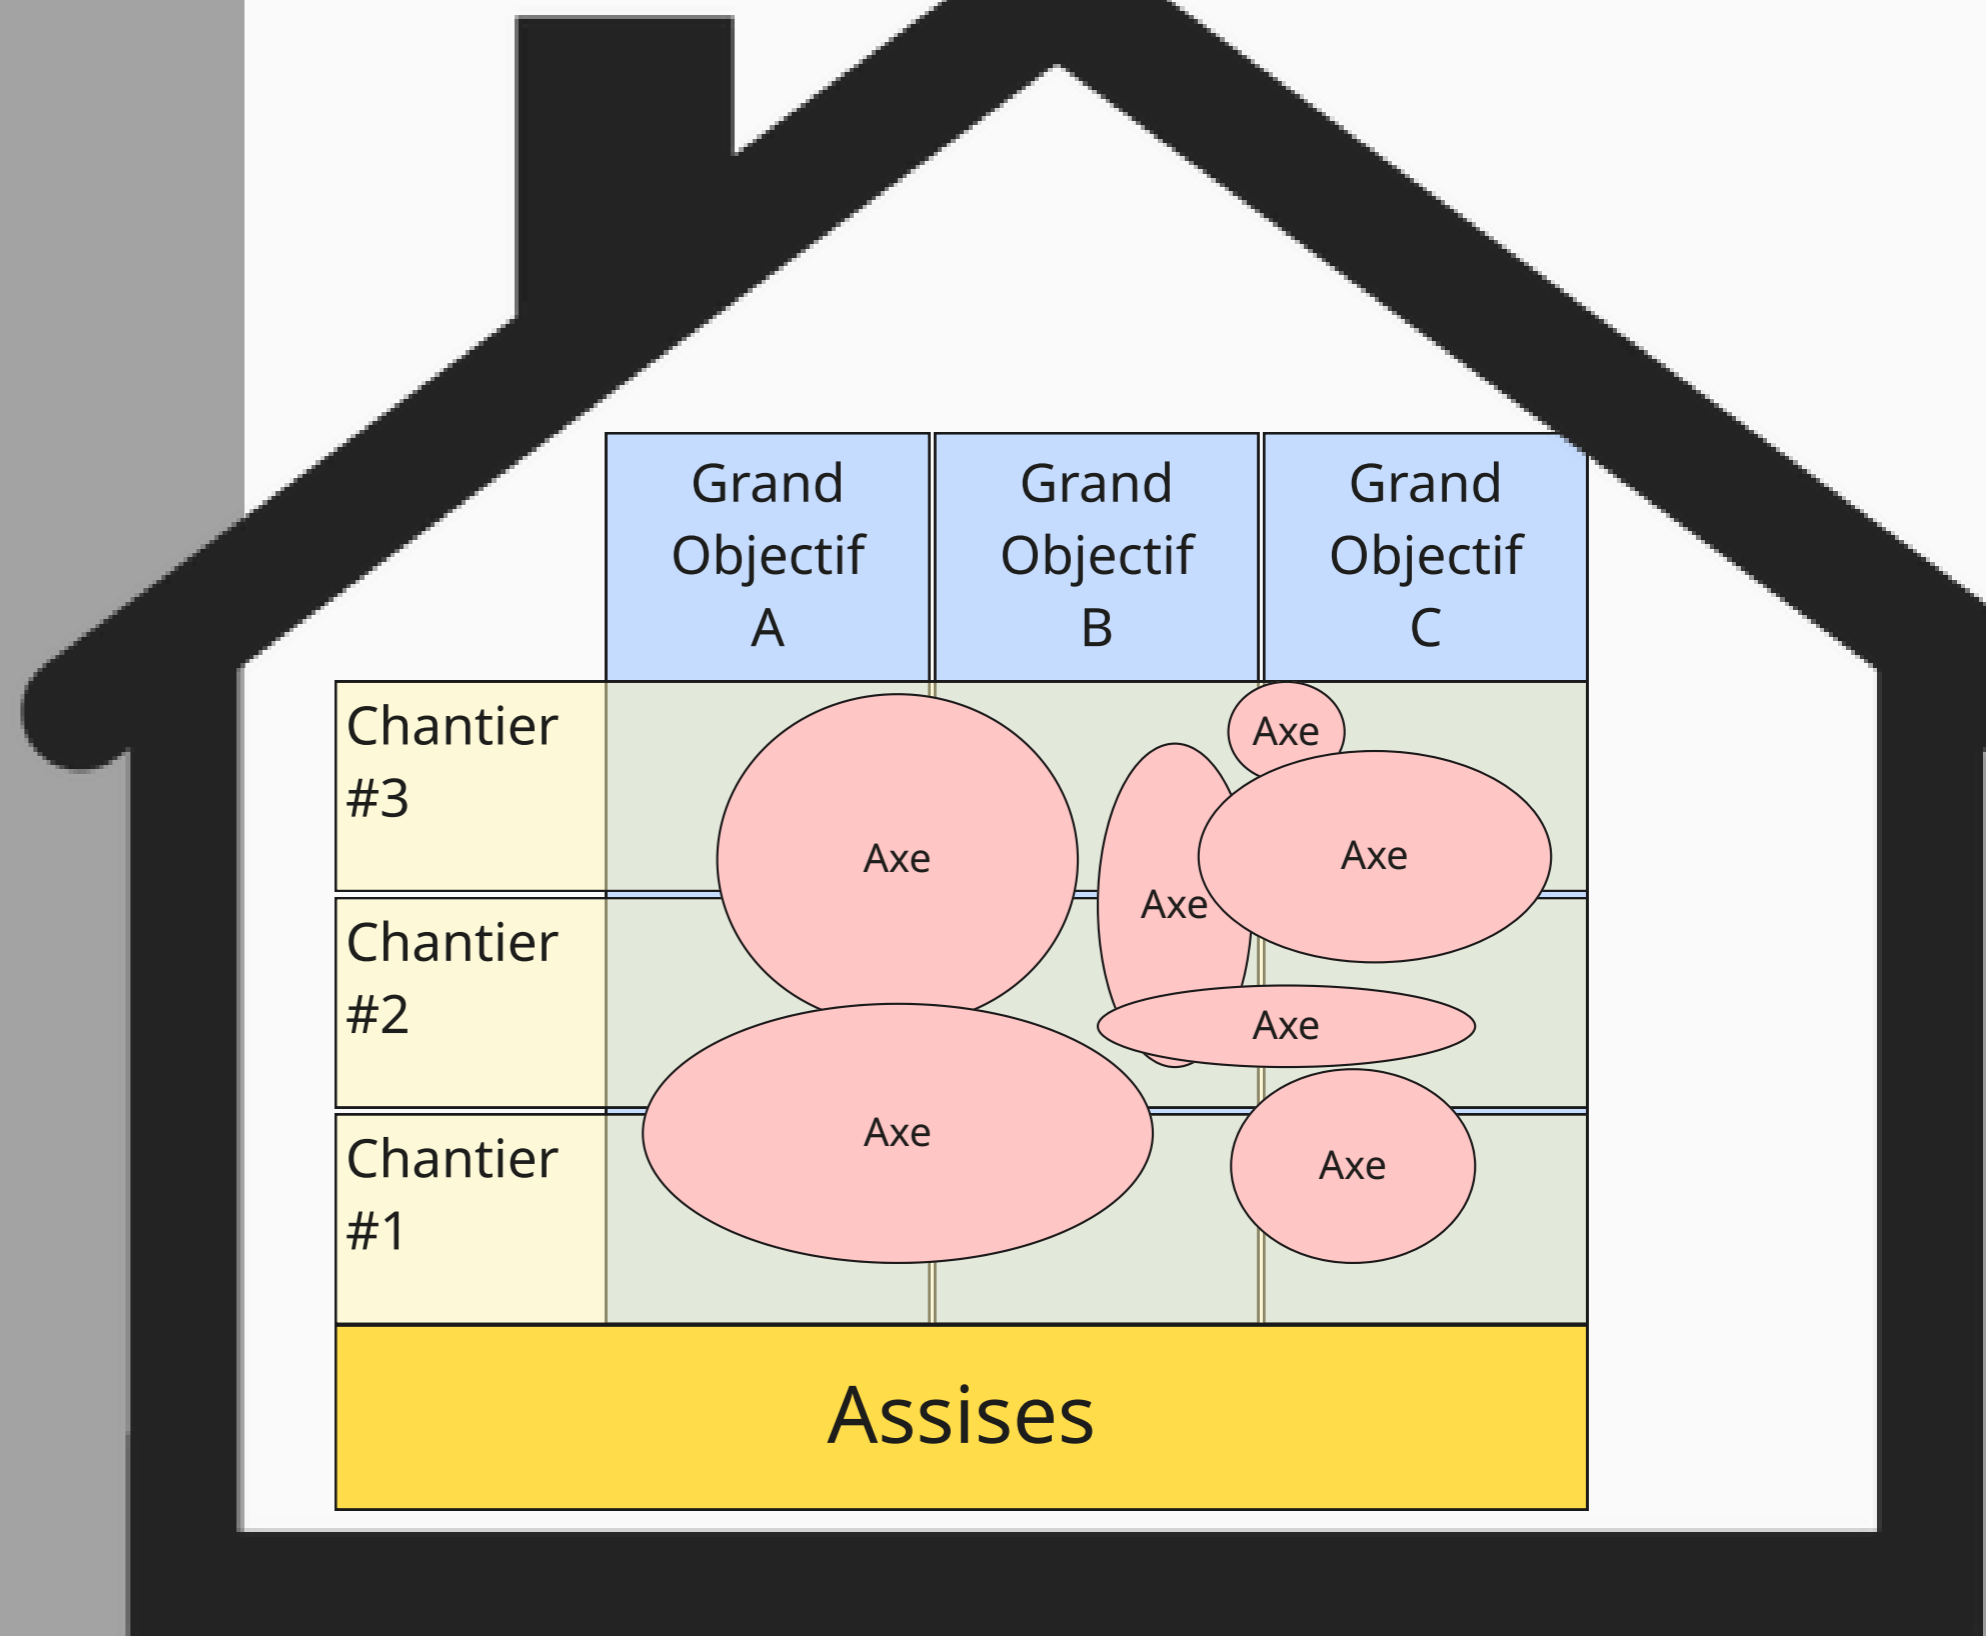 Grand
Objectif
A
Grand
Objectif
B
Grand
Objectif
C
Chantier
#3
Axe
Axe
Axe
Axe
Chantier
#2
Axe
Chantier
#1
Axe
Axe
Assises